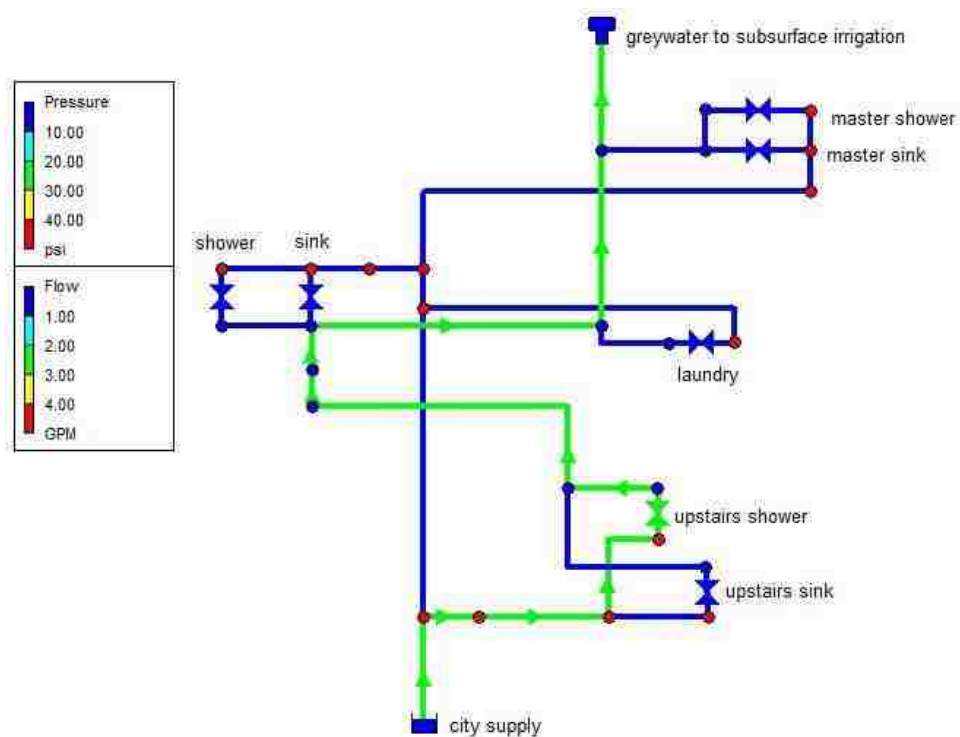 greywater to subsurface irrigation
Pressure
10.00
20.00
30.00
40.00
psi
master shower
master sink
shower
sink
Flow
1.00
2.00
3.00
4.00
GPM
laundry
upstairs shower
upstairs sink
city supply